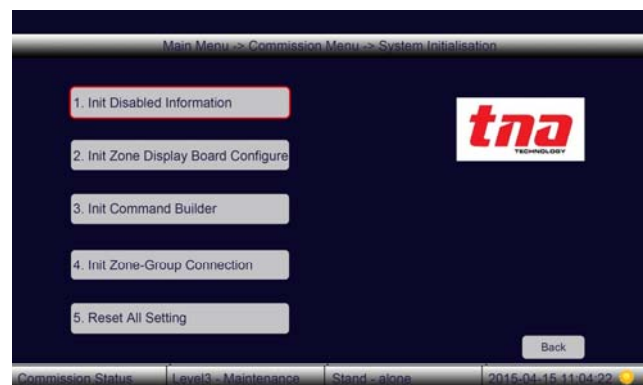 Main Menu -> Commission Menu -> System Initialisation
1. Init Disabled Information
tna
TECHNOLOGY
2. Init Zone Display Board Configure
3. Init Command Builder
4. Init Zone-Group Connection
5. Reset All Setting
Back
Commission Status Level3 - Maintenance Stand - alone 2015-04-15 11:04:22